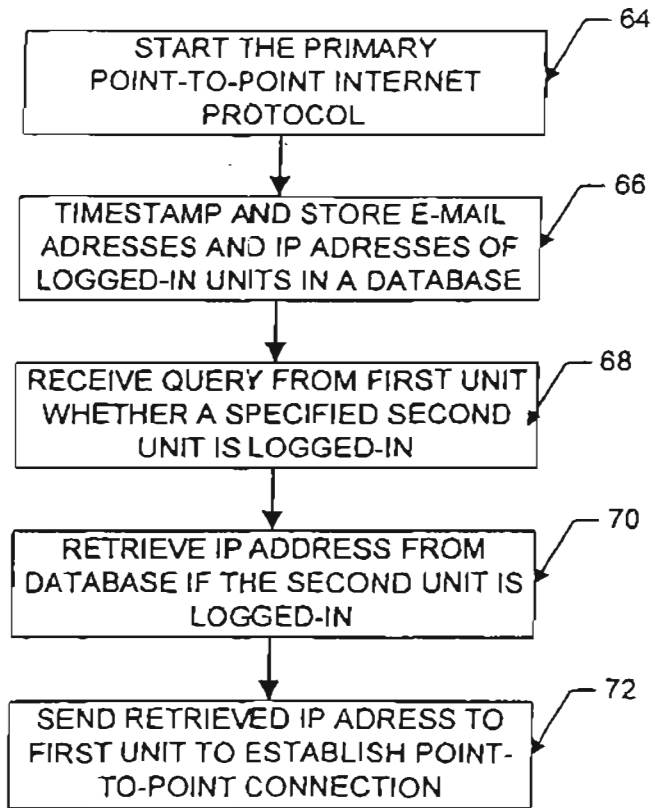 START THE PRIMARY
POINT-TO-POINT INTERNET
PROTOCOL
64
TIMESTAMP AND STORE E-MAIL
ADRESSES AND IP ADRESSES OF
LOGGED-IN UNITS IN A DATABASE
66
RECEIVE QUERY FROM FIRST UNIT
WHETHER A SPECIFIED SECOND
UNIT IS LOGGED-IN
68
RETRIEVE IP ADDRESS FROM
DATABASE IF THE SECOND UNIT IS
LOGGED-IN
70
SEND RETRIEVED IP ADRESS TO
FIRST UNIT TO ESTABLISH POINT-
TO-POINT CONNECTION
72